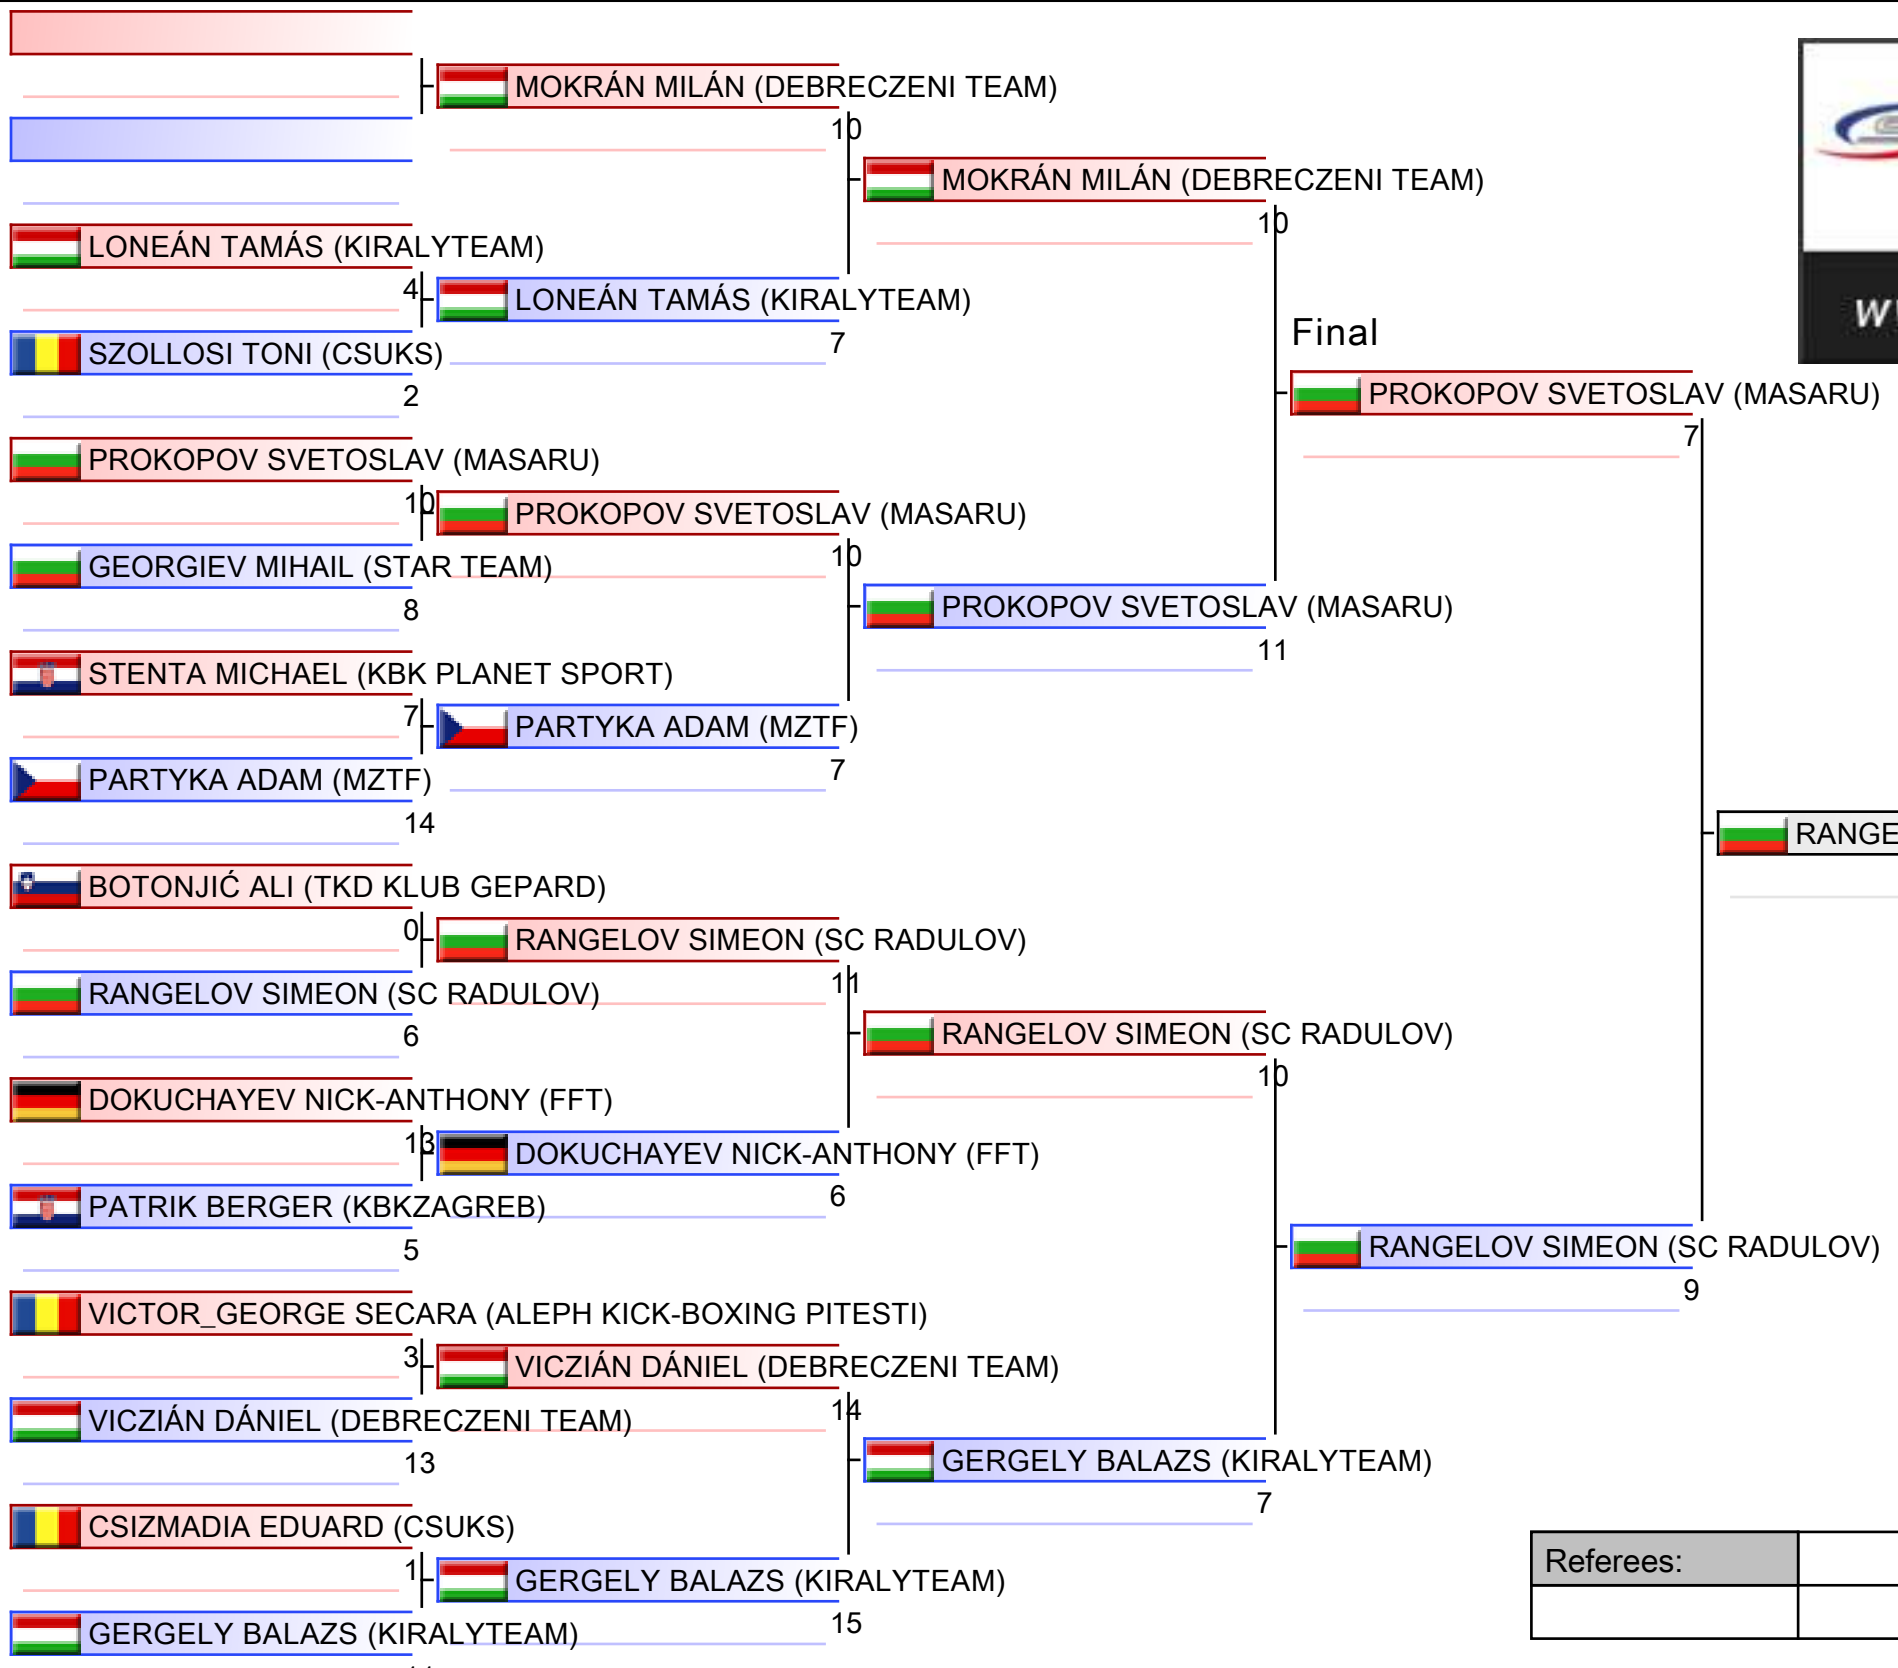 MOKRÁN MILÁN (DEBRECZENI TEAM)
10
MOKRÁN MILÁN (DEBRECZENI TEAM)
10
LONEÁN TAMÁS (KIRALYTEAM)
4
LONEÁN TAMÁS (KIRALYTEAM)
7
SZOLLOSI TONI (CSUKS)
2
Final
PROKOPOV SVETOSLAV (MASARU)
7
PROKOPOV SVETOSLAV (MASARU)
10
PROKOPOV SVETOSLAV (MASARU)
10
GEORGIEV MIHAIL (STAR TEAM)
8
PROKOPOV SVETOSLAV (MASARU)
11
STENTA MICHAEL (KBK PLANET SPORT)
7
PARTYKA ADAM (MZTF)
7
PARTYKA ADAM (MZTF)
14
RANGE
BOTONJIĆ ALI (TKD KLUB GEPARD)
0
RANGELOV SIMEON (SC RADULOV)
11
RANGELOV SIMEON (SC RADULOV)
6
RANGELOV SIMEON (SC RADULOV)
10
DOKUCHAYEV NICK-ANTHONY (FFT)
13
DOKUCHAYEV NICK-ANTHONY (FFT)
6
PATRIK BERGER (KBKZAGREB)
5
RANGELOV SIMEON (SC RADULOV)
9
VICTOR_GEORGE SECARA (ALEPH KICK-BOXING PITESTI)
3
VICZIÁN DÁNIEL (DEBRECZENI TEAM)
14
VICZIÁN DÁNIEL (DEBRECZENI TEAM)
13
GERGELY BALAZS (KIRALYTEAM)
7
CSIZMADIA EDUARD (CSUKS)
1
GERGELY BALAZS (KIRALYTEAM)
15
GERGELY BALAZS (KIRALYTEAM)
Referees: